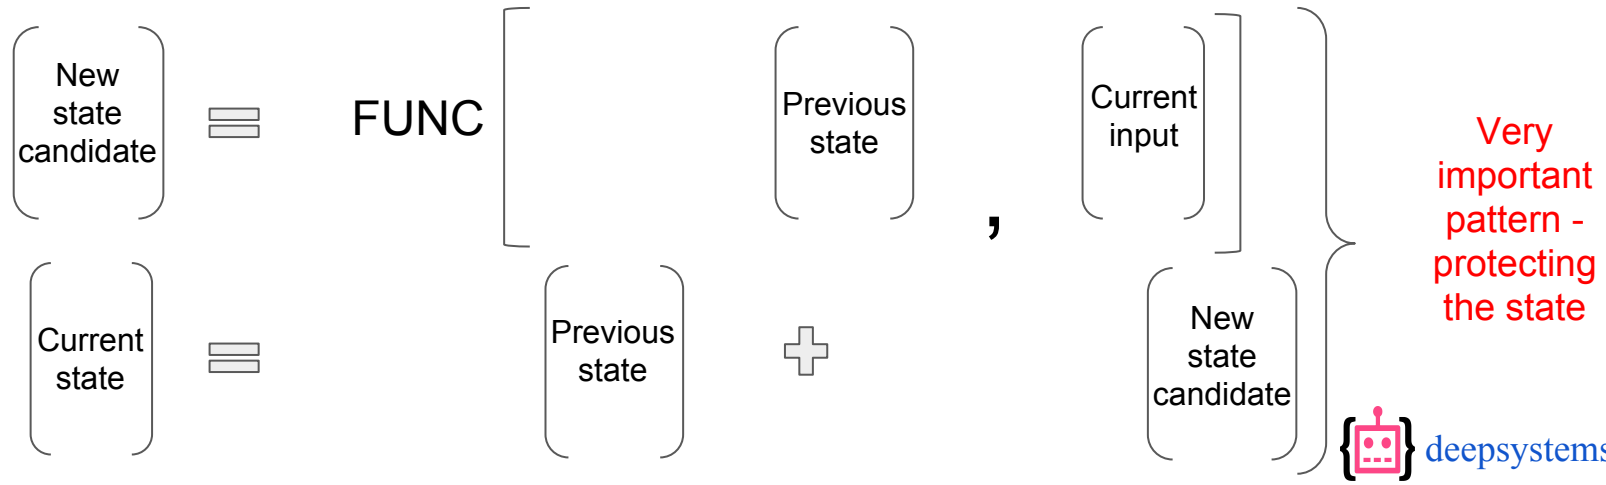 New
state
candidate
=
FUNC
Previous
state
,
Current
input
Current
state
=
Previous
state
+
New
state
candidate
Very
important
pattern -
protecting
the state
deepsystems